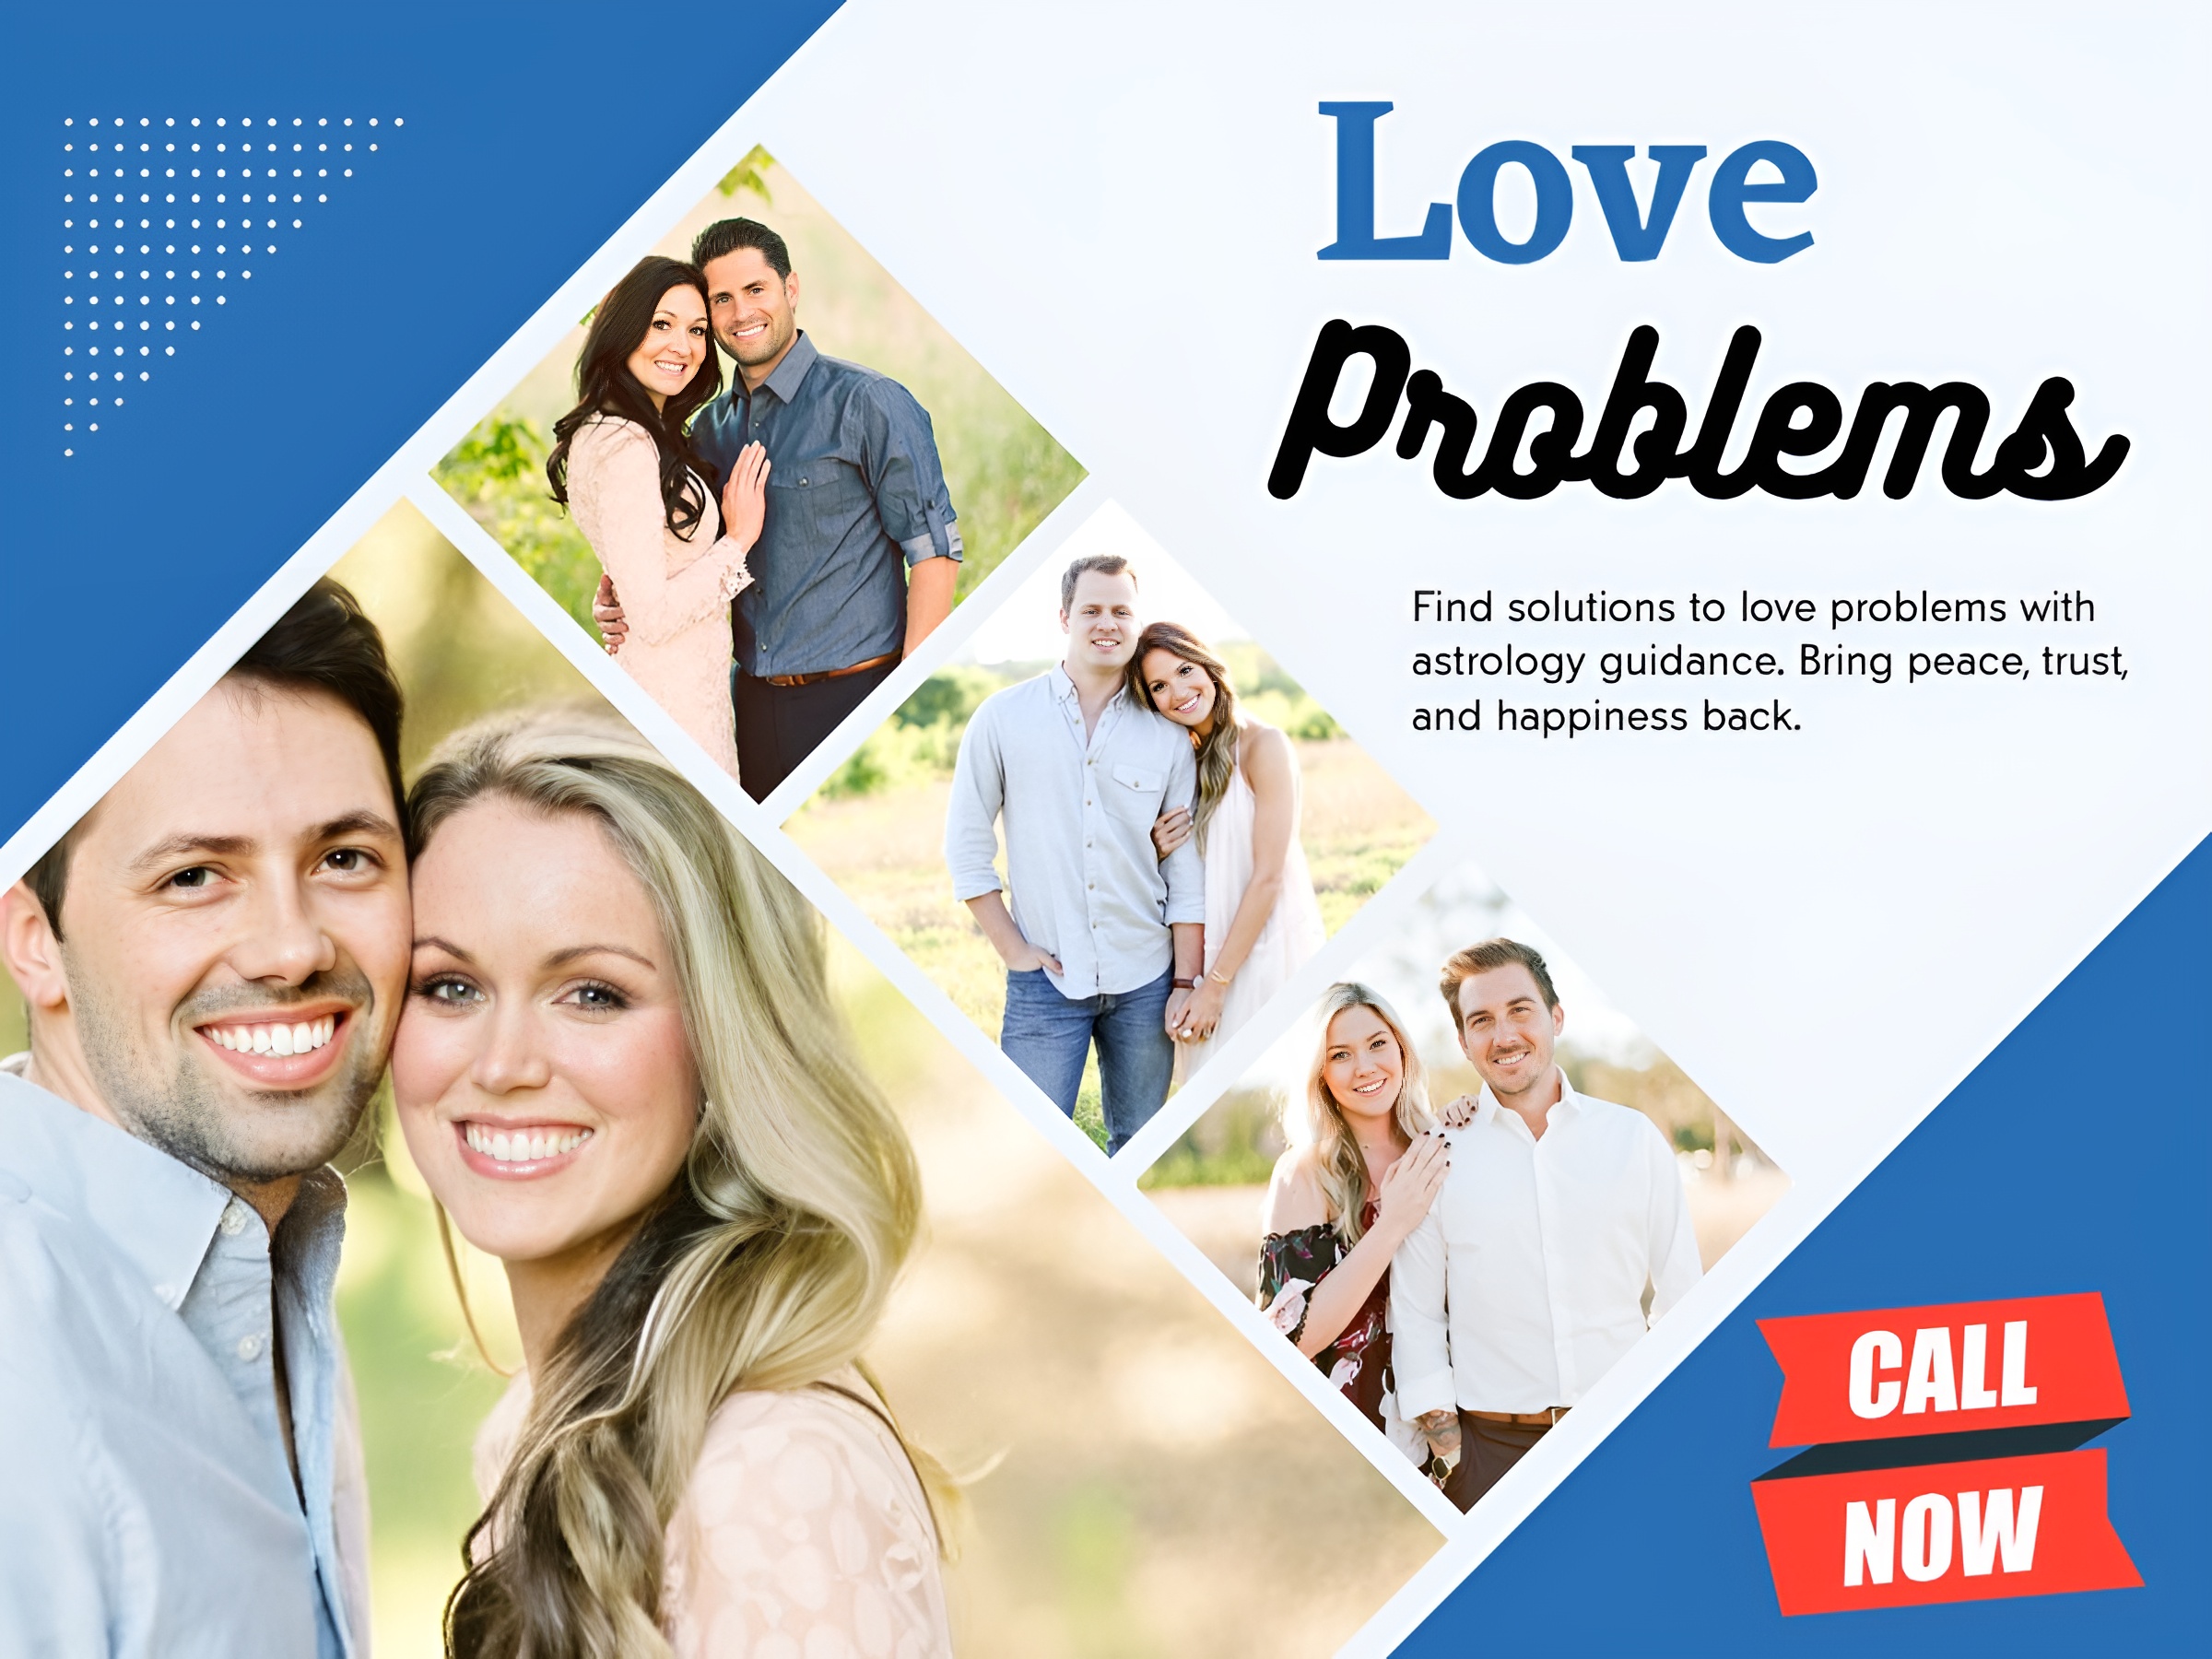 Love
Problems
Find solutions to love problems with
astrology guidance. Bring peace, trust,
and happiness back.
CALL
NOW